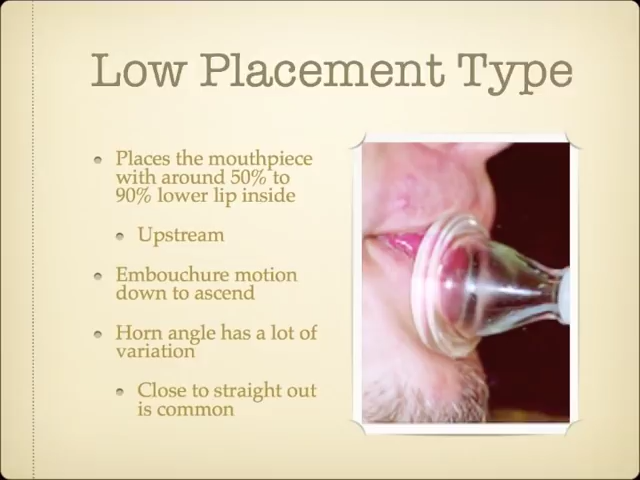 Low Placement Type
Places the mouthpiece
with around 50% to
90% lower lip inside
Upstream
Embouchure motion
down to ascend
Horn angle has a lot of
variation
Close to straight out
is common